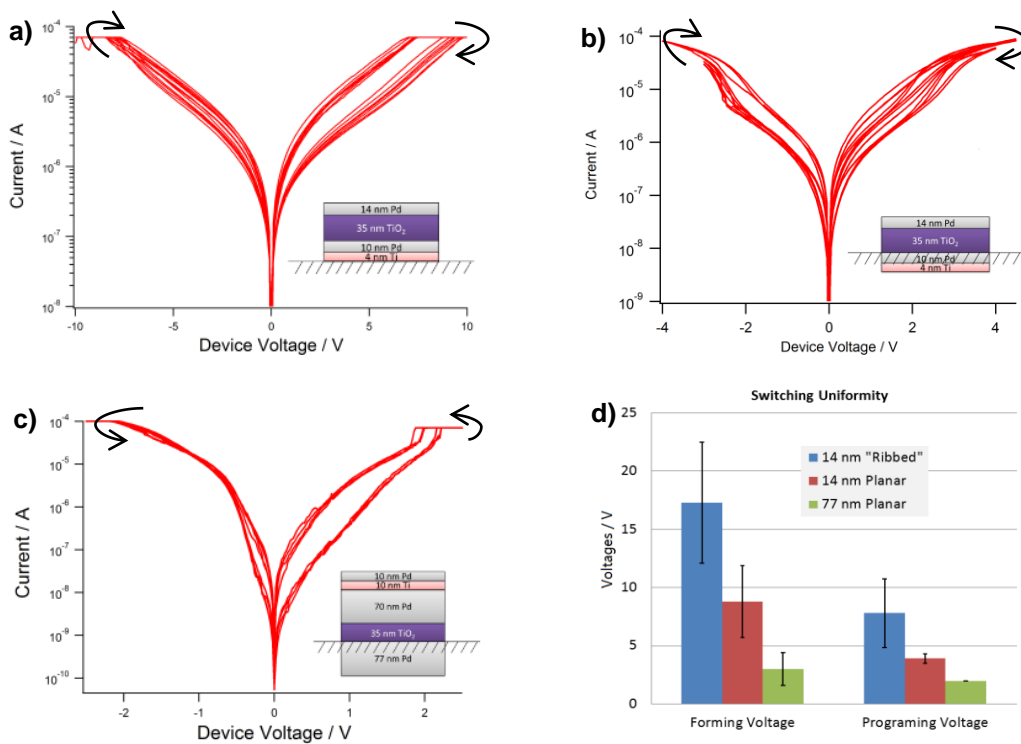 a)
10⁻⁴
10⁻⁵
10⁻⁶
10⁻⁷
10⁻⁸
Current / A
-10
-5
0
5
10
Device Voltage / V
14 nm Pd
35 nm TiO₂
10 nm Pd
4 nm Ti
b)
10⁻⁴
10⁻⁵
10⁻⁶
10⁻⁷
10⁻⁸
10⁻⁹
Current / A
-4
-2
0
2
4
Device Voltage / V
14 nm Pd
35 nm TiO₂
10 nm Pd
4 nm Ti
c)
10⁻⁴
10⁻⁵
10⁻⁶
10⁻⁷
10⁻⁸
10⁻⁹
10⁻¹⁰
Current / A
-2
-1
0
1
2
Device Voltage / V
10 nm Pd
10 nm Ti
70 nm Pd
35 nm TiO₂
77 nm Pd
d)
Switching Uniformity
25
20
15
10
5
0
Voltages / V
14 nm "Ribbed"
14 nm Planar
77 nm Planar
Forming Voltage
Programing Voltage